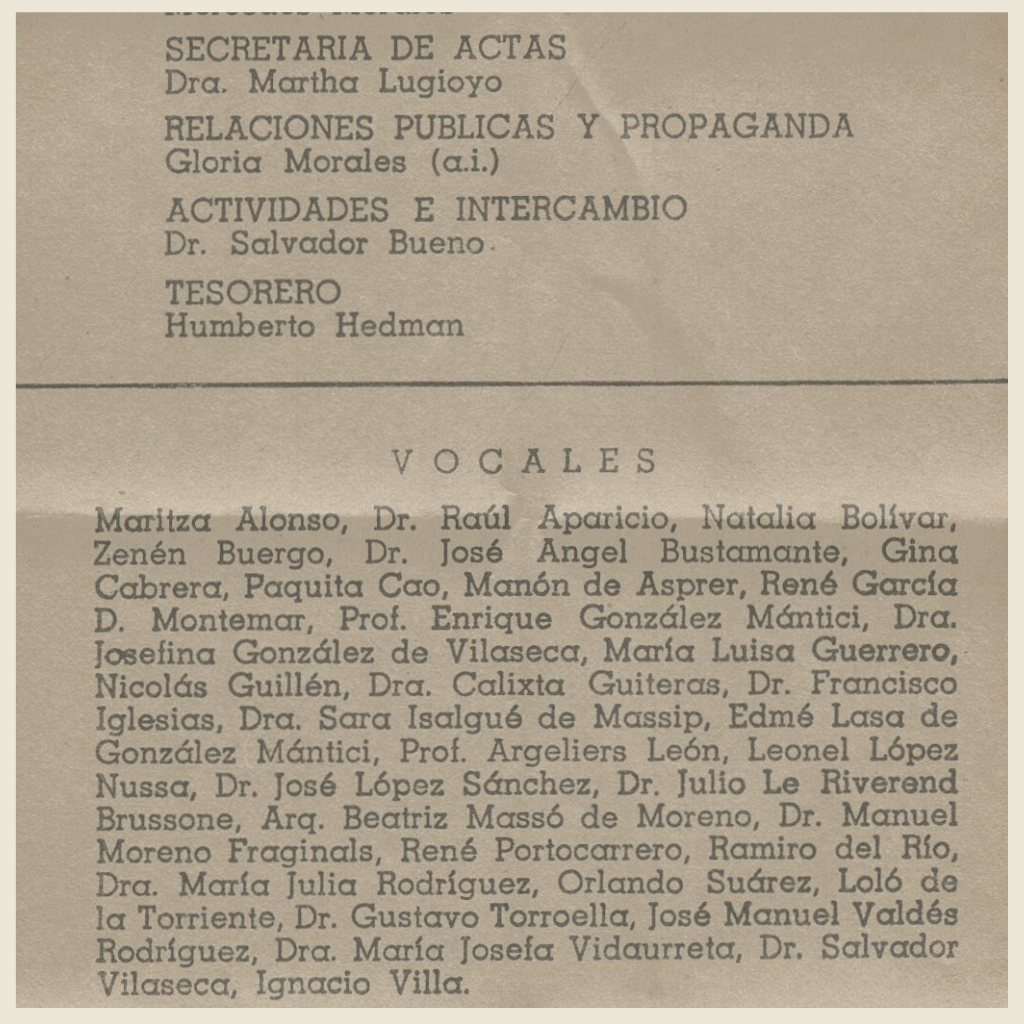 Mercedes Morales
SECRETARIA DE ACTAS
Dra. Martha Lugioyo
RELACIONES PUBLICAS Y PROPAGANDA
Gloria Morales (a.i.)
ACTIVIDADES E INTERCAMBIO
Dr. Salvador Bueno
TESORERO
Humberto Hedman
VOCALES
Maritza Alonso, Dr. Raúl Aparicio, Natalia Bolívar,
Zenén Buergo, Dr. José Angel Bustamante, Gina
Cabrera, Paquita Cao, Manón de Asprer, René García
D. Montemar, Prof. Enrique González Mántici, Dra.
Josefina González de Vilaseca, María Luisa Guerrero,
Nicolás Guillén, Dra. Calixta Guiteras, Dr. Francisco
Iglesias, Dra. Sara Isalgué de Massip, Edmé Lasa de
González Mántici, Prof. Argeliers León, Leonel López
Nussa, Dr. José López Sánchez, Dr. Julio Le Riverend
Brussone, Arq. Beatriz Massó de Moreno, Dr. Manuel
Moreno Fraginals, René Portocarrero, Ramiro del Río,
Dra. María Julia Rodríguez, Orlando Suárez, Loló de
la Torriente, Dr. Gustavo Torroella, José Manuel Valdés
Rodríguez, Dra. María Josefa Vidaurreta, Dr. Salvador
Vilaseca, Ignacio Villa.